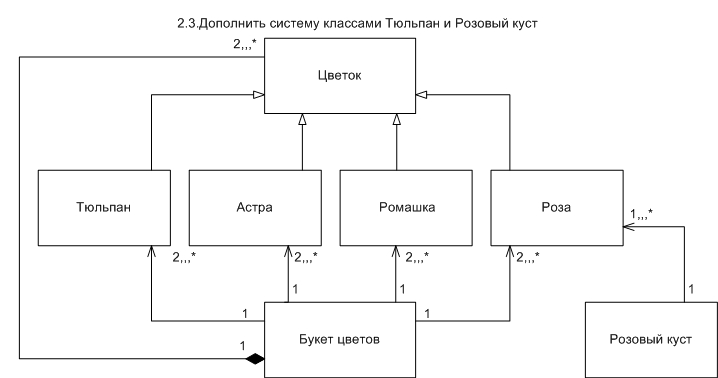 2.3.Дополнить систему классами Тюльпан и Розовый куст
2,,,*
Цветок
Тюльпан
Астра
Ромашка
Роза
1,,,*
2,,,*
2,,,*
2,,,*
2,,,*
1
1
1
1
1
1
Букет цветов
Розовый куст